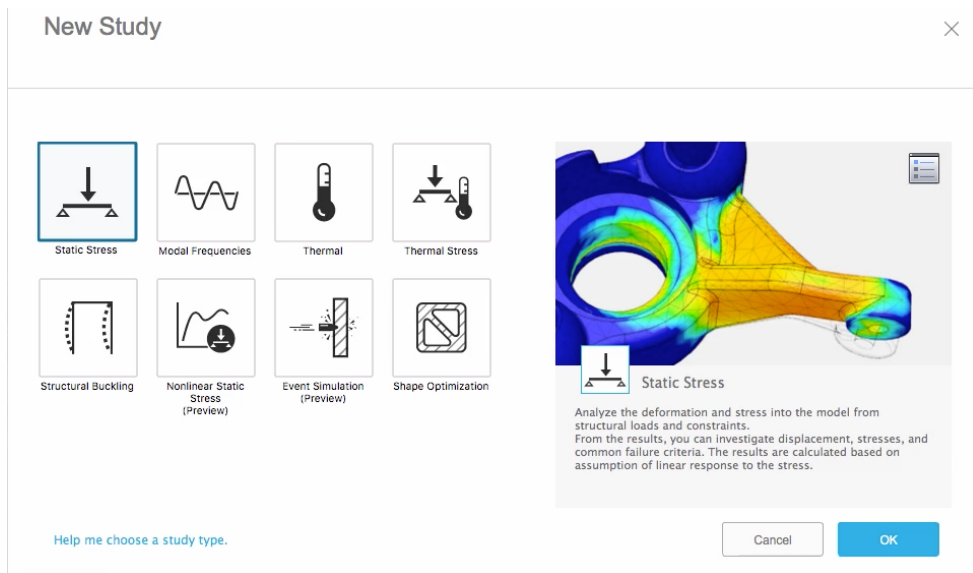 New Study
Static Stress
Modal Frequencies
Thermal
Thermal Stress
Structural Buckling
Nonlinear Static
Stress
(Preview)
Event Simulation
(Preview)
Shape Optimization
Static Stress
Analyze the deformation and stress into the model from
structural loads and constraints.
From the results, you can investigate displacement, stresses, and
common failure criteria. The results are calculated based on
assumption of linear response to the stress.
Help me choose a study type.
Cancel
OK